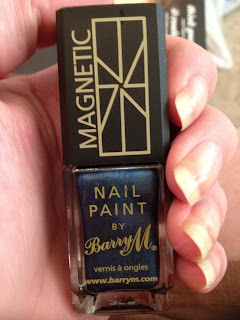 MAGNETIC
NAIL
PAINT
BY
Barry M®
vernis à ongles
www.barrym.com